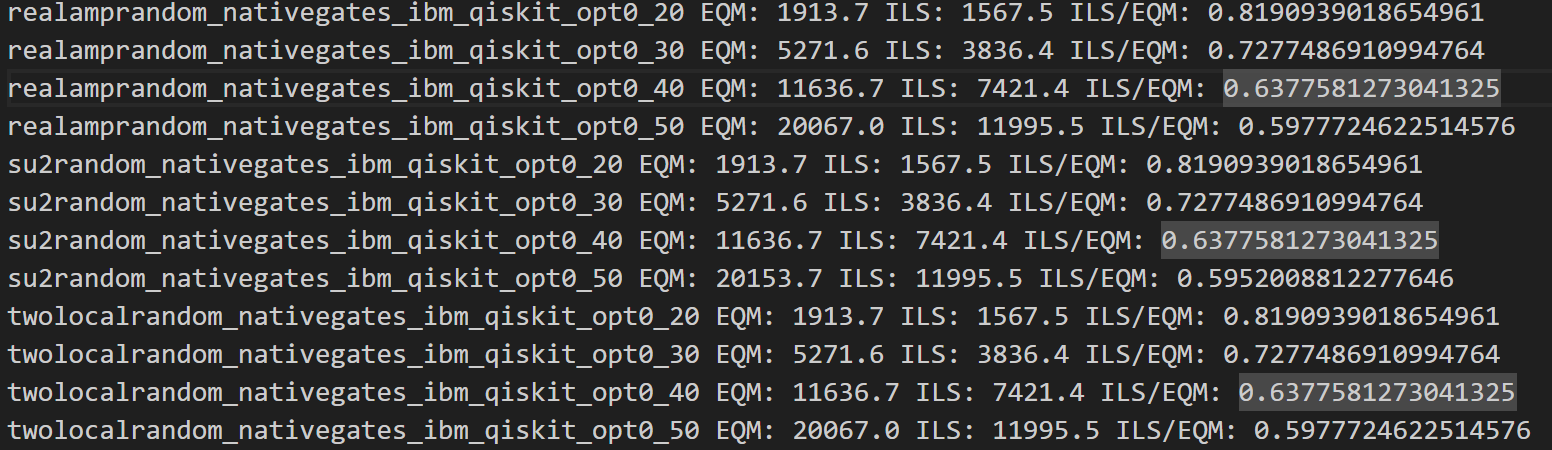 realamprandom_nativegates_ibm_qiskit_opt0_20 EQM: 1913.7 ILS: 1567.5 ILS/EQM: 0.8190939018654961
realamprandom_nativegates_ibm_qiskit_opt0_30 EQM: 5271.6 ILS: 3836.4 ILS/EQM: 0.7277486910994764
realamprandom_nativegates_ibm_qiskit_opt0_40 EQM: 11636.7 ILS: 7421.4 ILS/EQM: 0.6377581273041325
realamprandom_nativegates_ibm_qiskit_opt0_50 EQM: 20067.0 ILS: 11995.5 ILS/EQM: 0.5977724622514576
su2random_nativegates_ibm_qiskit_opt0_20 EQM: 1913.7 ILS: 1567.5 ILS/EQM: 0.8190939018654961
su2random_nativegates_ibm_qiskit_opt0_30 EQM: 5271.6 ILS: 3836.4 ILS/EQM: 0.7277486910994764
su2random_nativegates_ibm_qiskit_opt0_40 EQM: 11636.7 ILS: 7421.4 ILS/EQM: 0.6377581273041325
su2random_nativegates_ibm_qiskit_opt0_50 EQM: 20153.7 ILS: 11995.5 ILS/EQM: 0.5952008812277646
twolocalrandom_nativegates_ibm_qiskit_opt0_20 EQM: 1913.7 ILS: 1567.5 ILS/EQM: 0.8190939018654961
twolocalrandom_nativegates_ibm_qiskit_opt0_30 EQM: 5271.6 ILS: 3836.4 ILS/EQM: 0.7277486910994764
twolocalrandom_nativegates_ibm_qiskit_opt0_40 EQM: 11636.7 ILS: 7421.4 ILS/EQM: 0.6377581273041325
twolocalrandom_nativegates_ibm_qiskit_opt0_50 EQM: 20067.0 ILS: 11995.5 ILS/EQM: 0.5977724622514576